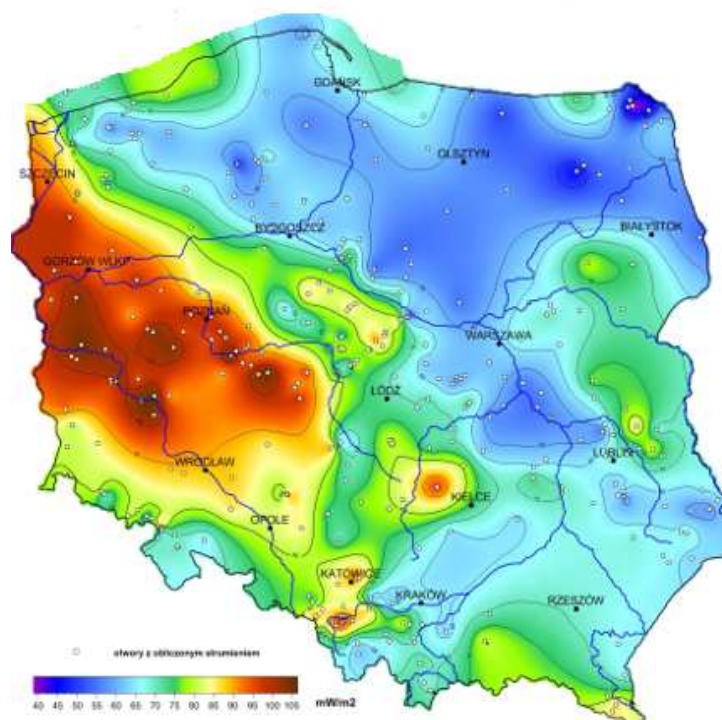 GDAŃSK
OLSZTYN
SZCZECIN
BYDGOSZCZ
BIAŁYSTOK
GORZÓW WLKP
POZNAŃ
WARSZAWA
ŁÓDŹ
LUBLIN
WROCŁAW
KIELCE
OPOLE
KATOWICE
KRAKÓW
RZESZÓW
otwory z obliczonym strumieniem
40 45 50 55 60 65 70 75 80 85 90 95 100 105 mW/m2